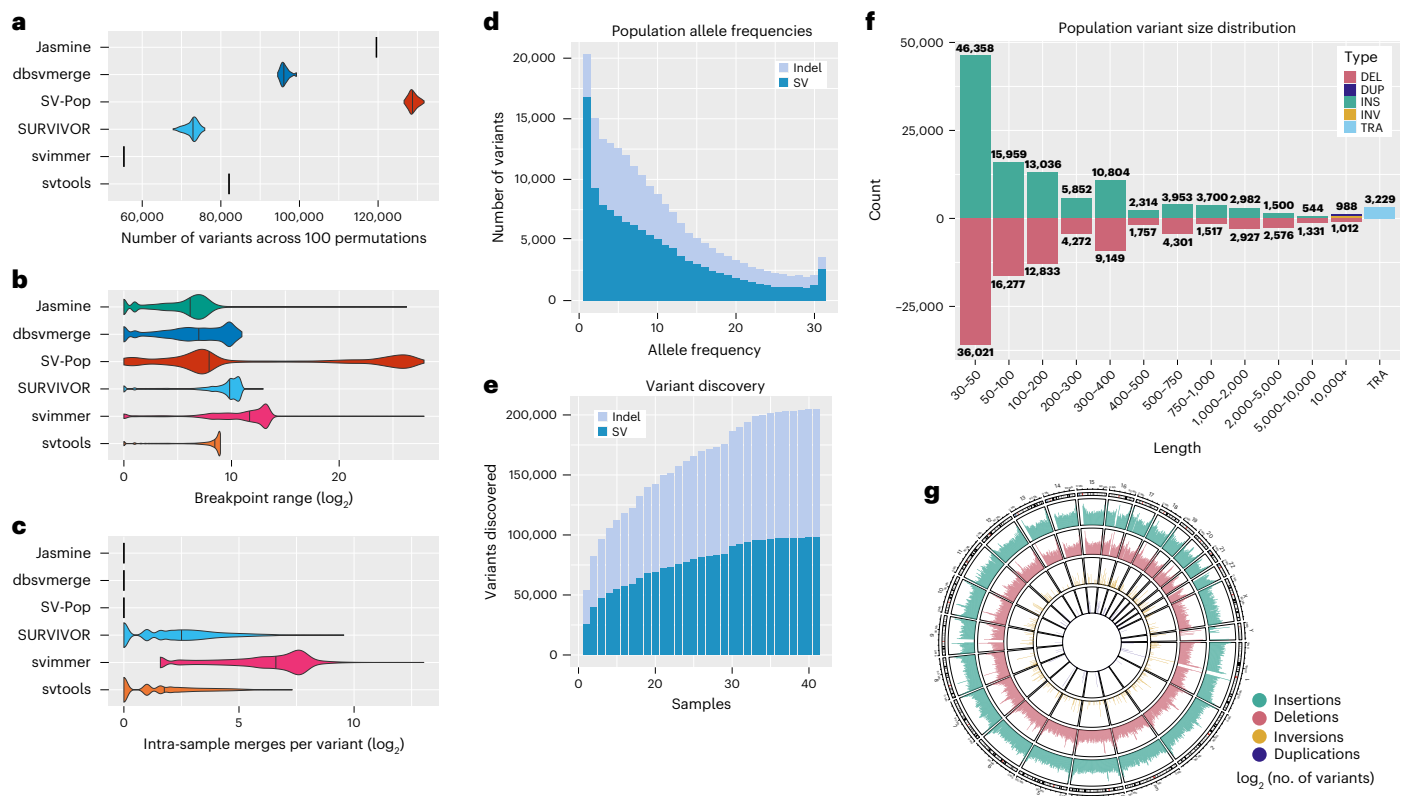 a
Jasmine
dbsvmerge
SV-Pop
SURVIVOR
svimmer
svtools
60,000 80,000 100,000 120,000
Number of variants across 100 permutations
b
Jasmine
dbsvmerge
SV-Pop
SURVIVOR
svimmer
svtools
0 10 20
Breakpoint range (log2)
c
Jasmine
dbsvmerge
SV-Pop
SURVIVOR
svimmer
svtools
0 5 10
Intra-sample merges per variant (log2)
d
Population allele frequencies
Number of variants
20,000
15,000
10,000
5,000
0
Indel
SV
0 10 20 30
Allele frequency
e
Variant discovery
Variants discovered
200,000
150,000
100,000
50,000
0
Indel
SV
0 20 30 40
Samples
f
Population variant size distribution
Count
50,000
25,000
0
–25,000
Type
DEL
DUP
INS
INV
TRA
46,358
15,959
13,036
5,852
10,804
2,314
3,953
3,700
2,982
1,500
544
988
3,229
36,021
16,277
12,833
4,272
9,149
1,757
4,301
1,517
2,927
2,576
1,331
1,012
30–50
50–100
100–200
200–300
300–400
400–500
500–750
750–1,000
1,000–2,000
2,000–5,000
5,000–10,000
10,000+
TRA
Length
g
Insertions
Deletions
Inversions
Duplications
log2 (no. of variants)